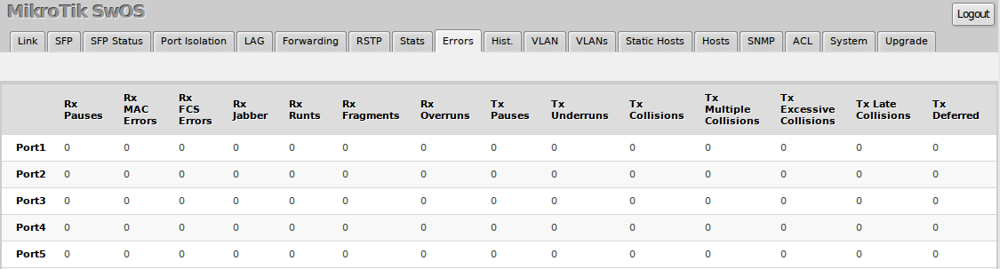 MikroTik SwOS
Logout
Link SFP SFP Status Port Isolation LAG Forwarding RSTP Stats Errors Hist. VLAN VLANs Static Hosts Hosts SNMP ACL System Upgrade
Rx Pauses Rx MAC Errors Rx FCS Errors Rx Jabber Rx Runts Rx Fragments Rx Overruns Tx Pauses Tx Underruns Tx Collisions Tx Multiple Collisions Tx Excessive Collisions Tx Late Collisions Tx Deferred
Port1 0 0 0 0 0 0 0 0 0 0 0 0 0 0
Port2 0 0 0 0 0 0 0 0 0 0 0 0 0 0
Port3 0 0 0 0 0 0 0 0 0 0 0 0 0 0
Port4 0 0 0 0 0 0 0 0 0 0 0 0 0 0
Port5 0 0 0 0 0 0 0 0 0 0 0 0 0 0